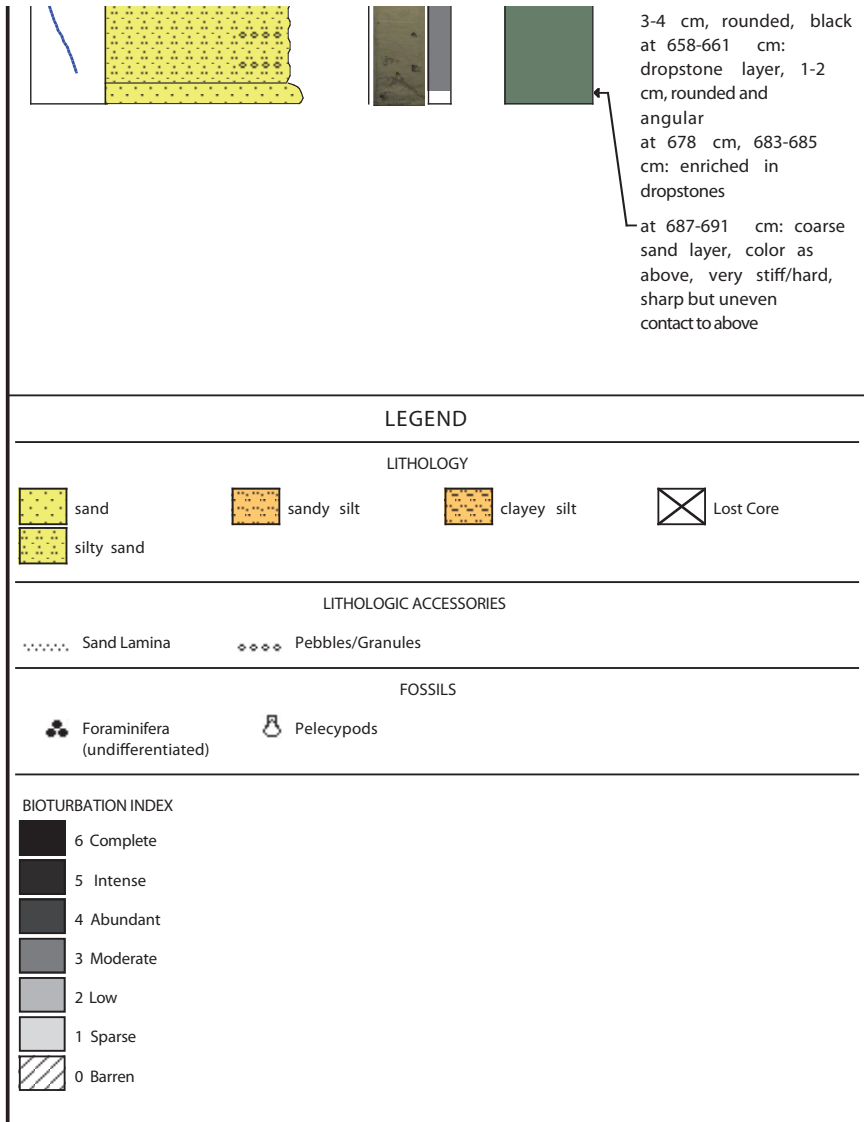 3-4 cm, rounded, black
at 658-661 cm:
dropstone layer, 1-2
cm, rounded and
angular
at 678 cm, 683-685
cm: enriched in
dropstones
at 687-691 cm: coarse
sand layer, color as
above, very stiff/hard,
sharp but uneven
contact to above
LEGEND
LITHOLOGY
sand
sandy silt
clayey silt
Lost Core
silty sand
LITHOLOGIC ACCESSORIES
Sand Lamina
Pebbles/Granules
FOSSILS
Foraminifera
(undifferentiated)
Pelecypods
BIOTURBATION INDEX
6 Complete
5 Intense
4 Abundant
3 Moderate
2 Low
1 Sparse
0 Barren